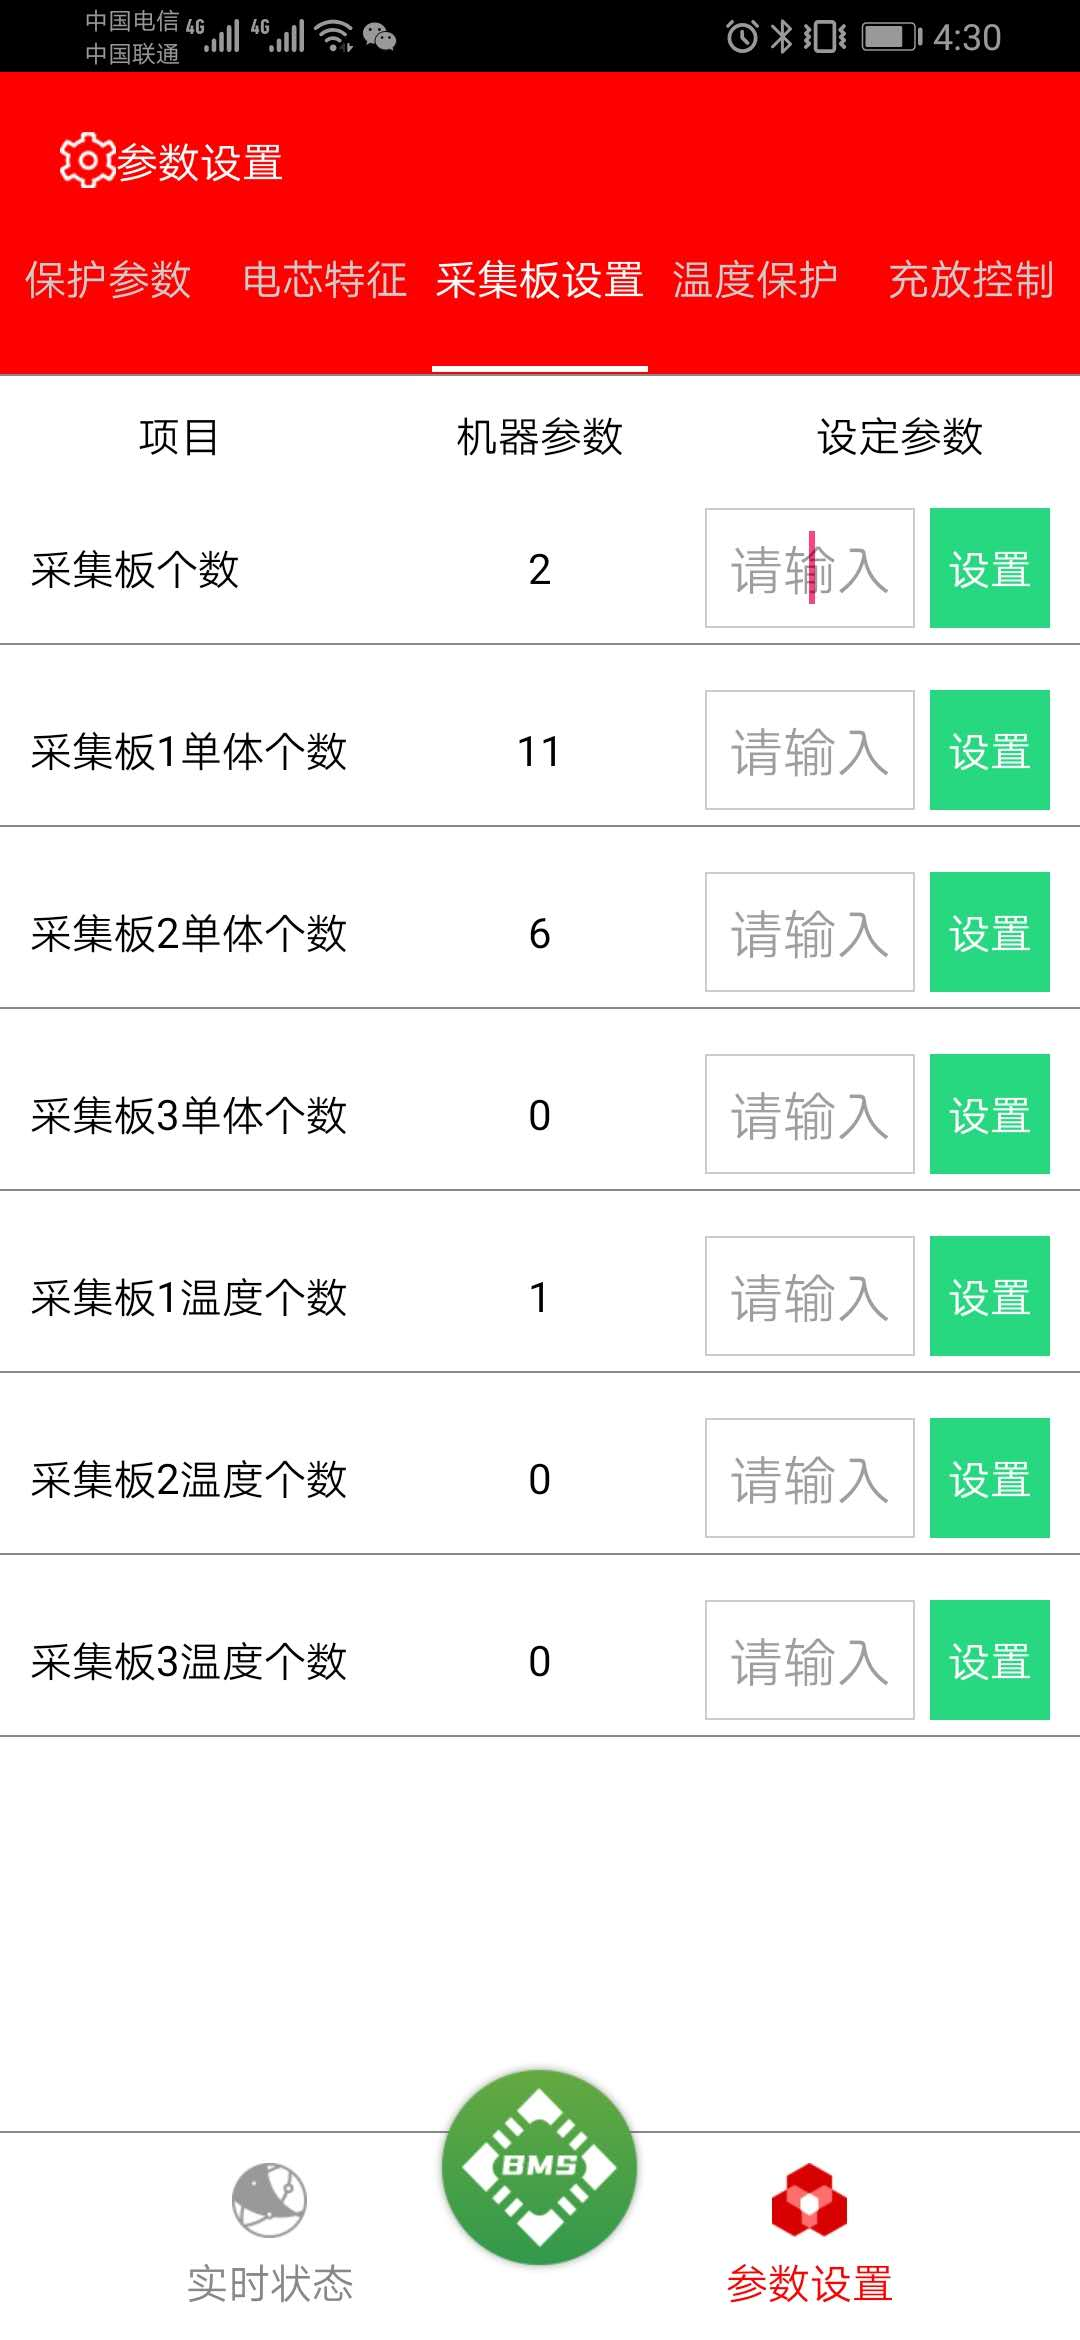 中国电信 4G 4G 4:30
中国联通
参数设置
保护参数 电芯特征 采集板设置 温度保护 充放控制
项目 机器参数 设定参数
采集板个数 2 请输入 设置
采集板1单体个数 11 请输入 设置
采集板2单体个数 6 请输入 设置
采集板3单体个数 0 请输入 设置
采集板1温度个数 1 请输入 设置
采集板2温度个数 0 请输入 设置
采集板3温度个数 0 请输入 设置
BMS
实时状态 参数设置